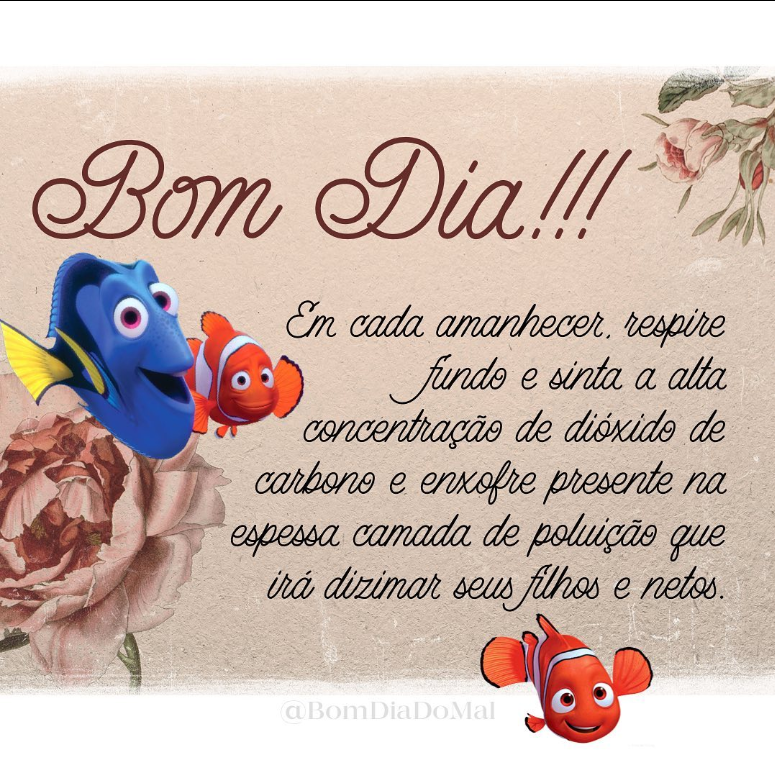 Bom Dia!!!
Em cada amanhecer, respire
fundo e sinta a alta
concentração de dióxido de
carbono e enxofre presente na
espessa camada de poluição que
irá dizimar seus filhos e netos.
@BomDiaDoMal